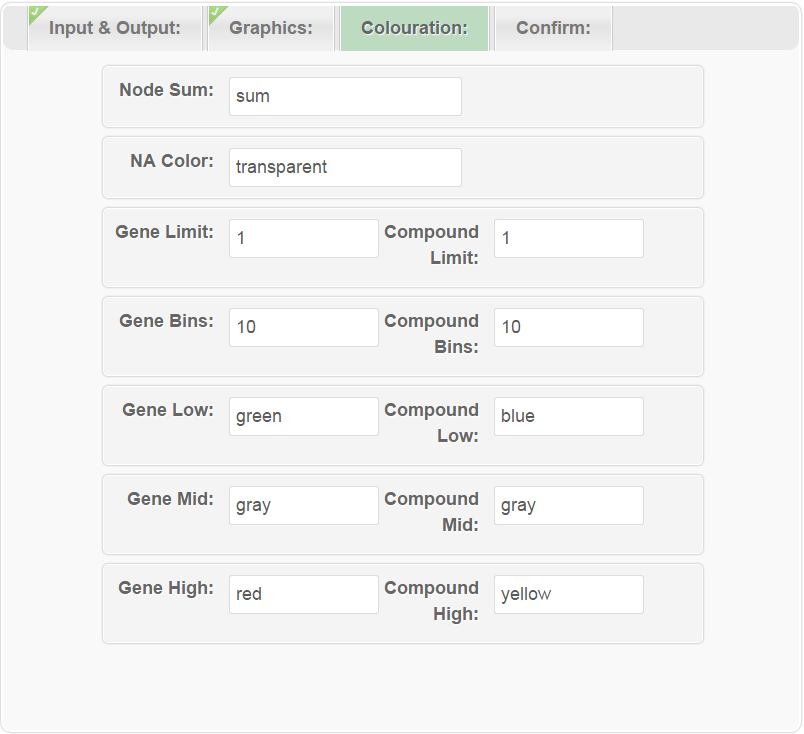 Input & Output: Graphics: Colouration: Confirm:
Node Sum: sum
NA Color: transparent
Gene Limit: 1 Compound Limit: 1
Gene Bins: 10 Compound Bins: 10
Gene Low: green Compound Low: blue
Gene Mid: gray Compound Mid: gray
Gene High: red Compound High: yellow